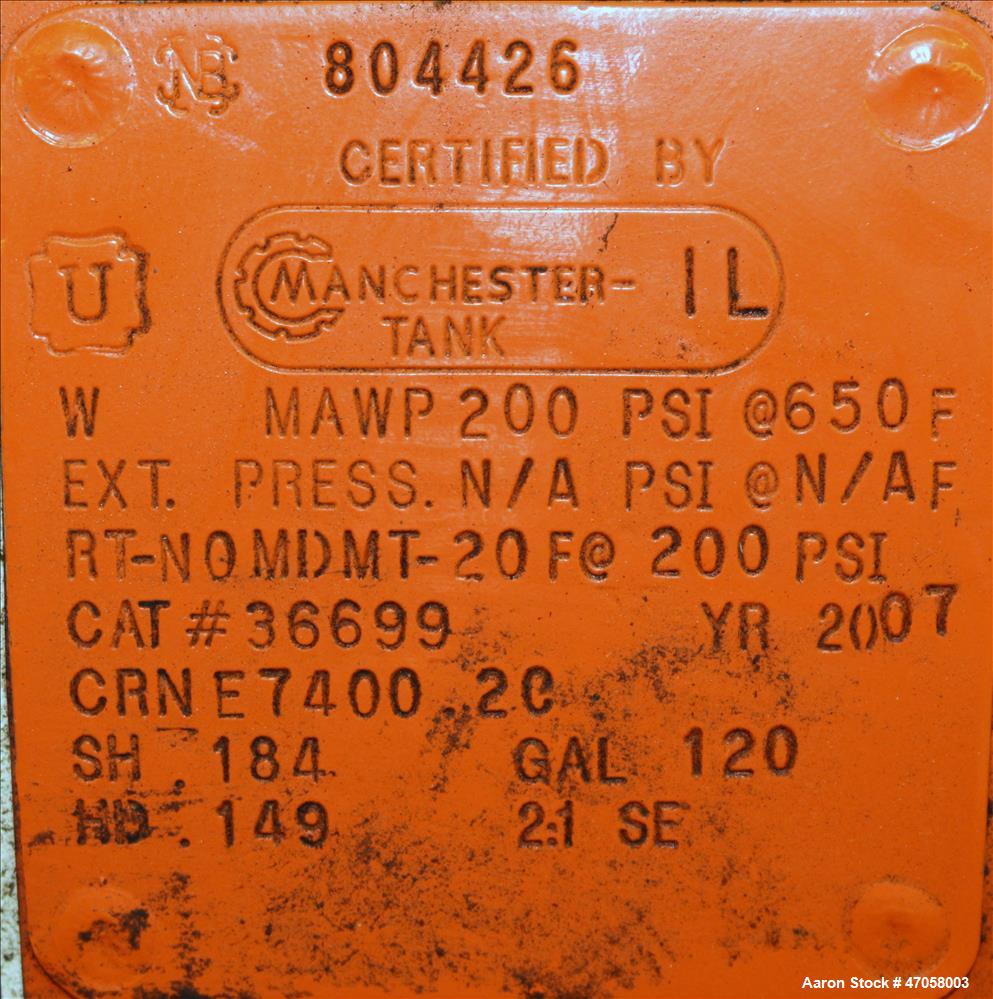 NB 804426
CERTIFIED BY
U
MANCHESTER- IL
TANK
W MAWP 200 PSI @650 F
EXT. PRESS. N/A PSI @ N/A F
RT-NO MDMT-20 F@ 200 PSI
CAT #36699 YR 2007
CRN E7400.2C
SH .184 GAL 120
HD .149 2:1 SE
Aaron Stock # 47058003